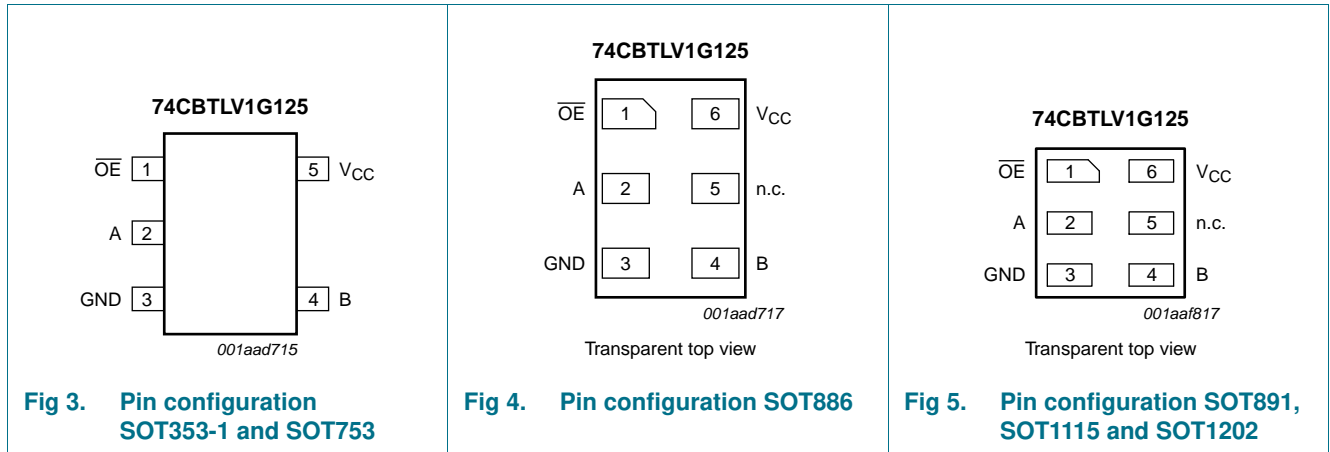 74CBTLV1G125
OE 1
5 VCC
A 2
GND 3
4 B
001aad715
Fig 3. Pin configuration
SOT353-1 and SOT753
74CBTLV1G125
OE 1 6 VCC
A 2 5 n.c.
GND 3 4 B
001aad717
Transparent top view
Fig 4. Pin configuration SOT886
74CBTLV1G125
OE 1 6 VCC
A 2 5 n.c.
GND 3 4 B
001aaf817
Transparent top view
Fig 5. Pin configuration SOT891,
SOT1115 and SOT1202